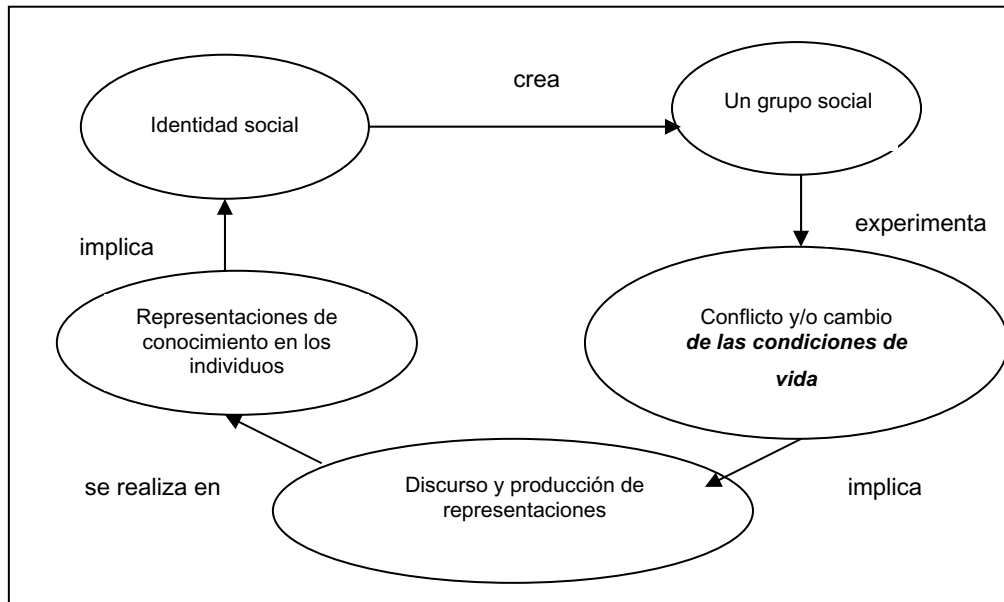 crea
Identidad social
Un grupo social
implica
experimenta
Representaciones de
conocimiento en los
individuos
Conflicto y/o cambio
de las condiciones de
vida
se realiza en
Discurso y producción de
representaciones
implica